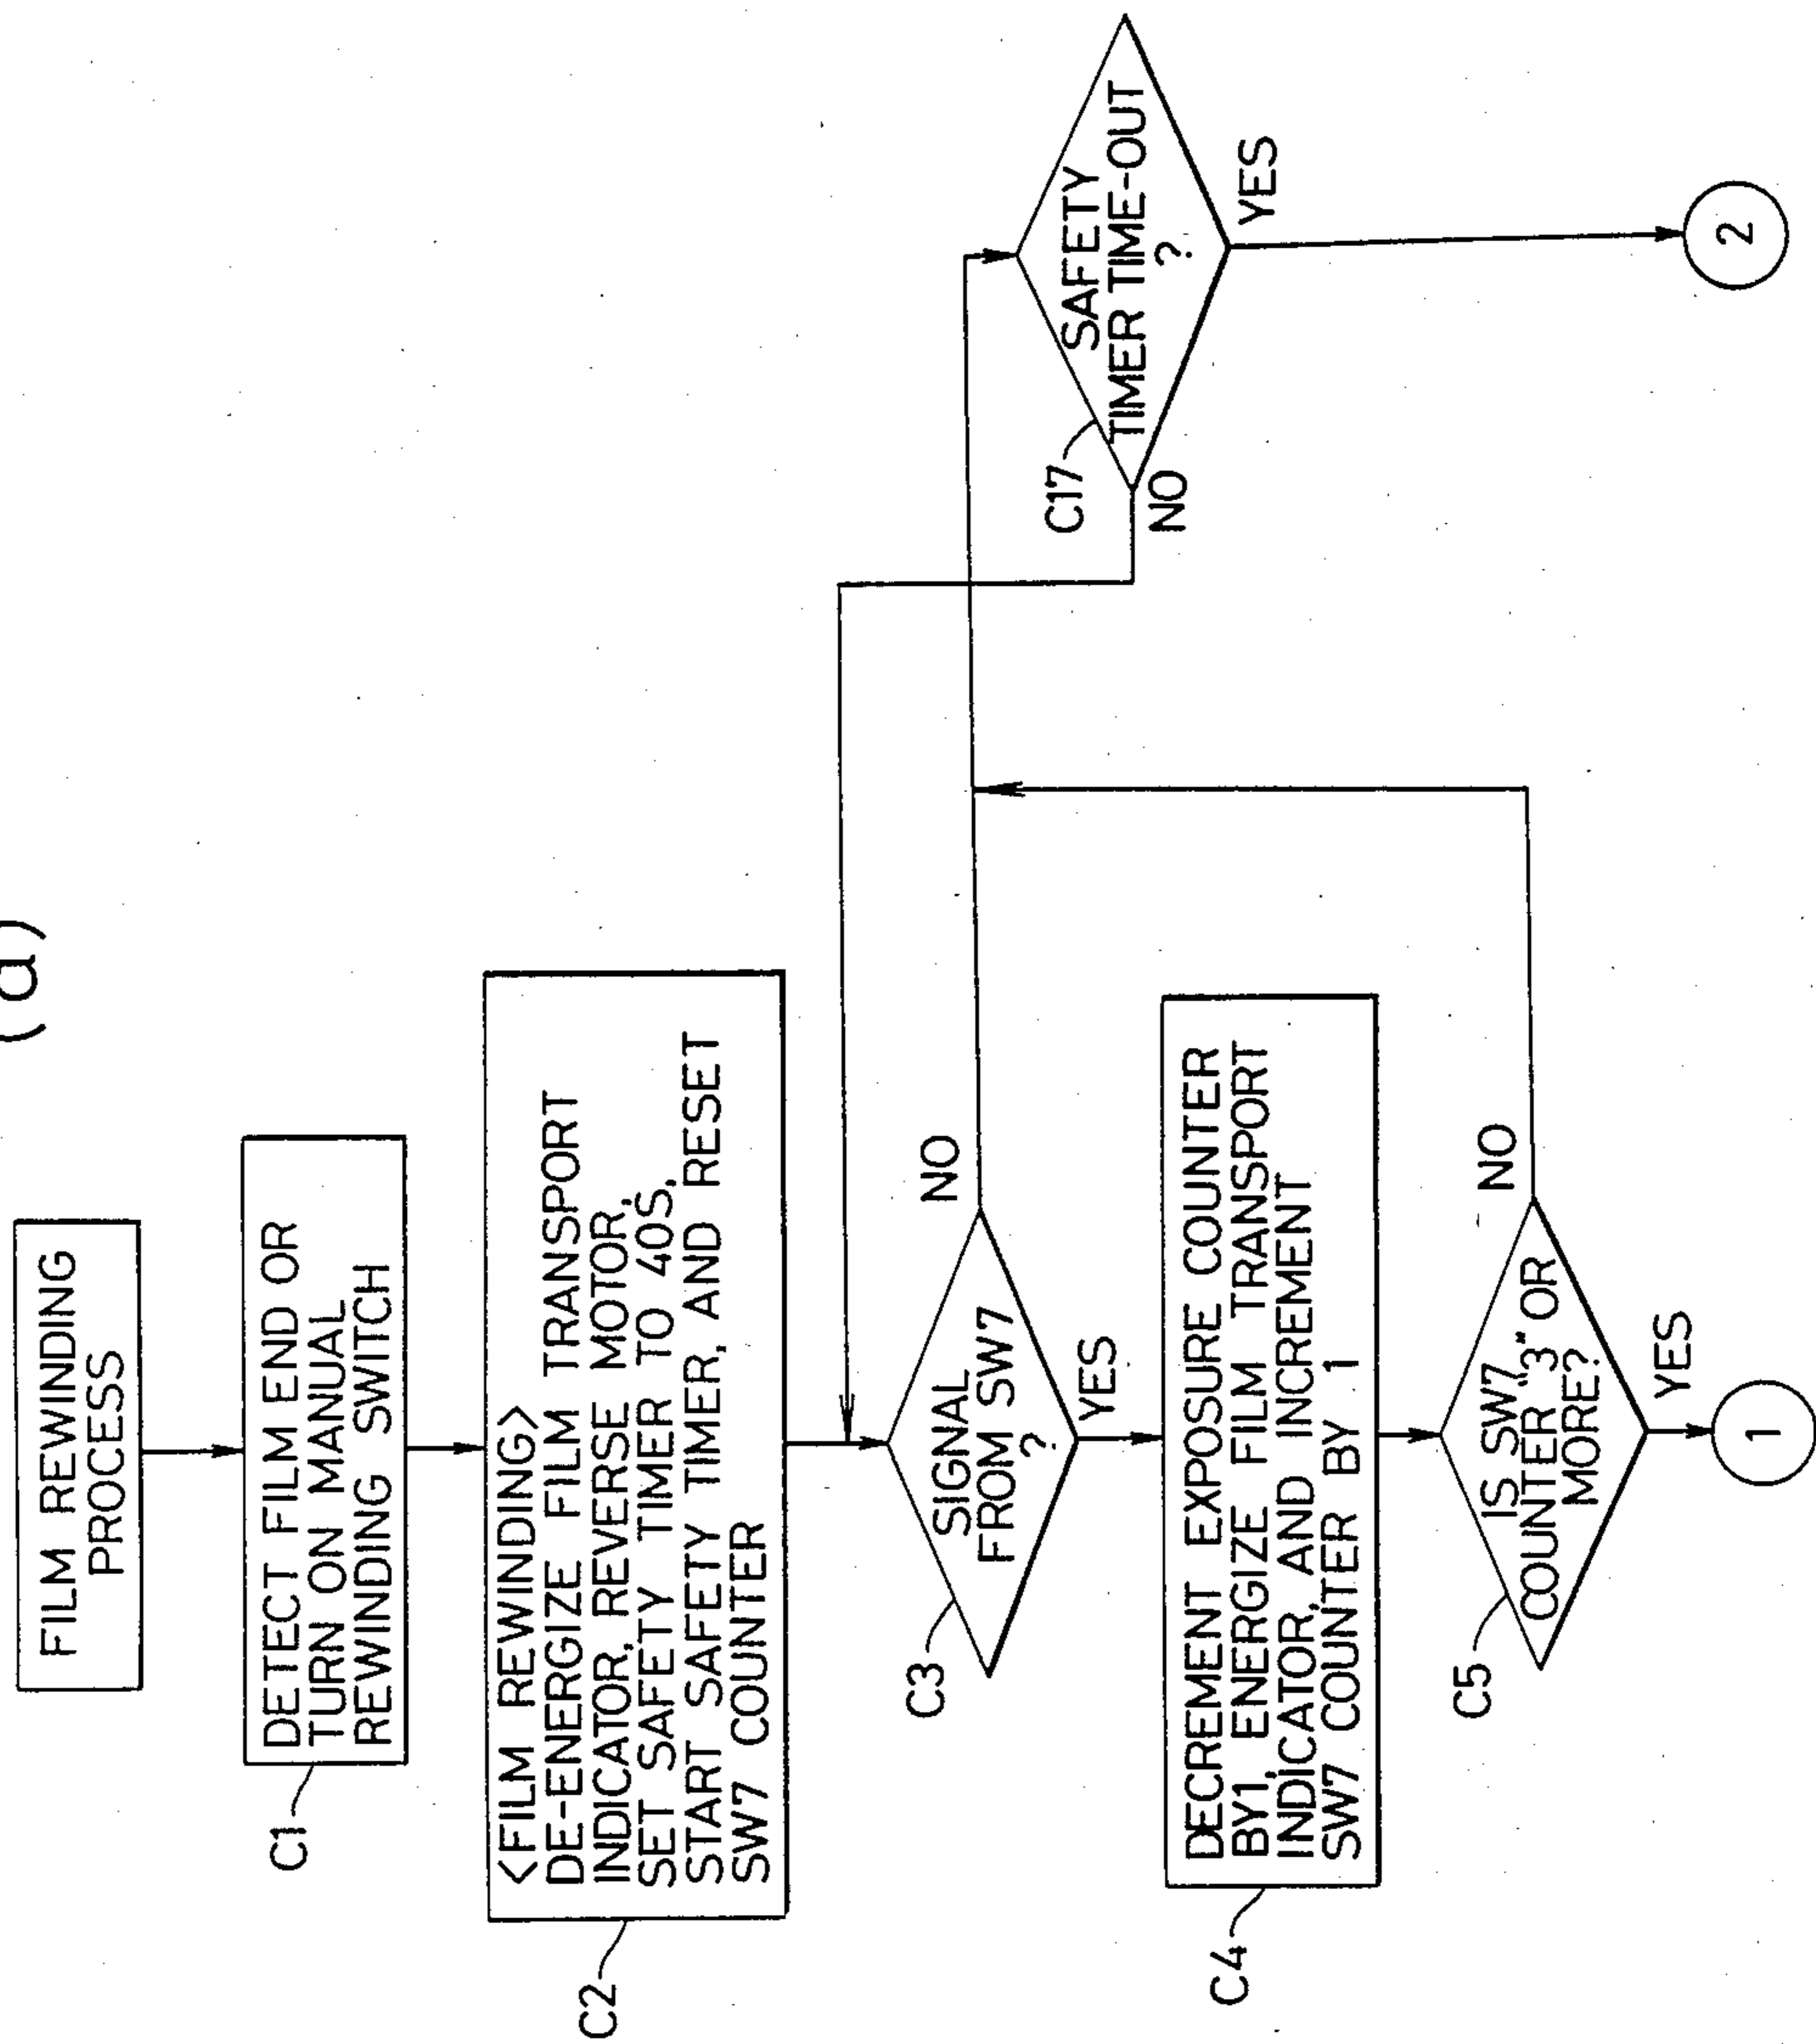 (a)
FILM REWINDING
PROCESS
C1
DETECT FILM END OR
TURN ON MANUAL
REWINDING SWITCH
C2
<FILM REWINDING>
DE-ENERGIZE FILM TRANSPORT
INDICATOR, REVERSE MOTOR,
SET SAFETY TIMER TO 40S,
START SAFETY TIMER, AND RESET
SW7 COUNTER
C3
SIGNAL
FROM SW7
?
NO
YES
C4
DECREMENT EXPOSURE COUNTER
BY1, ENERGIZE FILM TRANSPORT
INDICATOR, AND INCREMENT
SW7 COUNTER BY 1
C5
IS SW7
COUNTER "3" OR
MORE?
NO
YES
1
C17
SAFETY
TIMER TIME-OUT
?
NO
YES
2